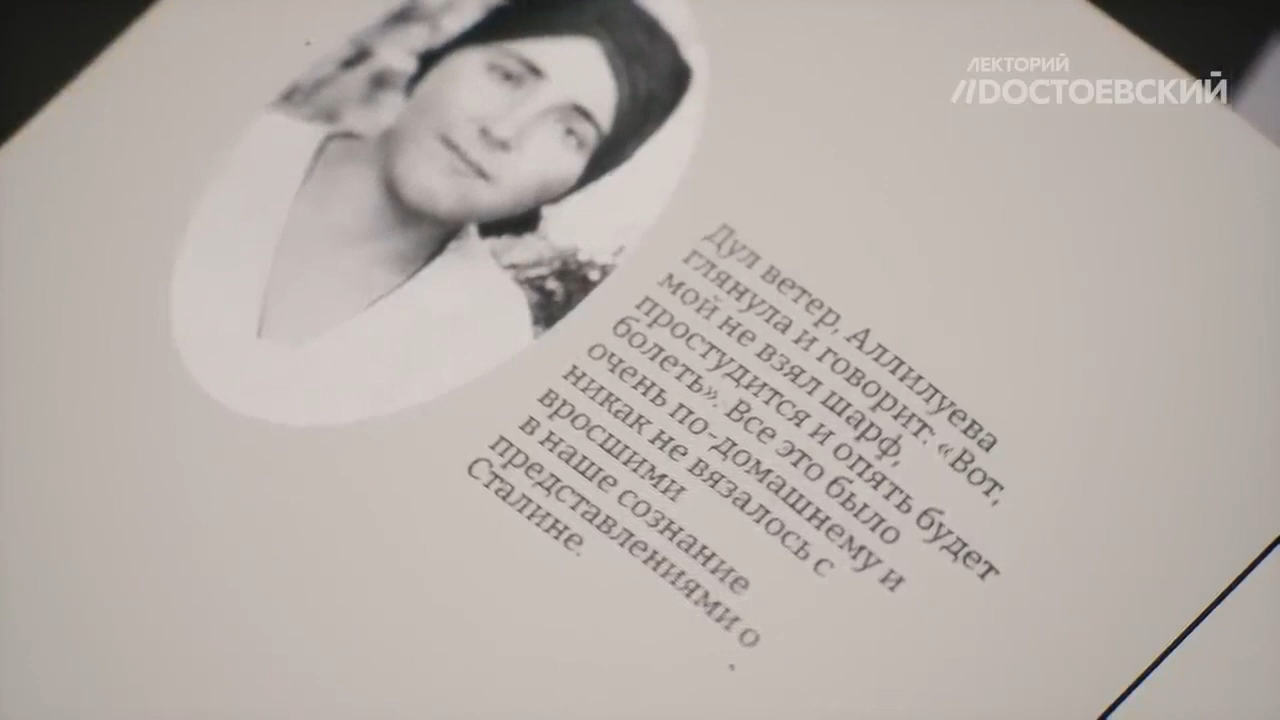 ЛЕКТОРИЙ
//DОСТОЕВСКИЙ
Дул ветер, Аллилуева
глянула и говорит: «Вот,
мой не взял шарф,
простудится и опять будет
болеть». Все это было
очень по-домашнему и
никак не вязалось с
вросшими
в наше сознание
представлениями о
Сталине.